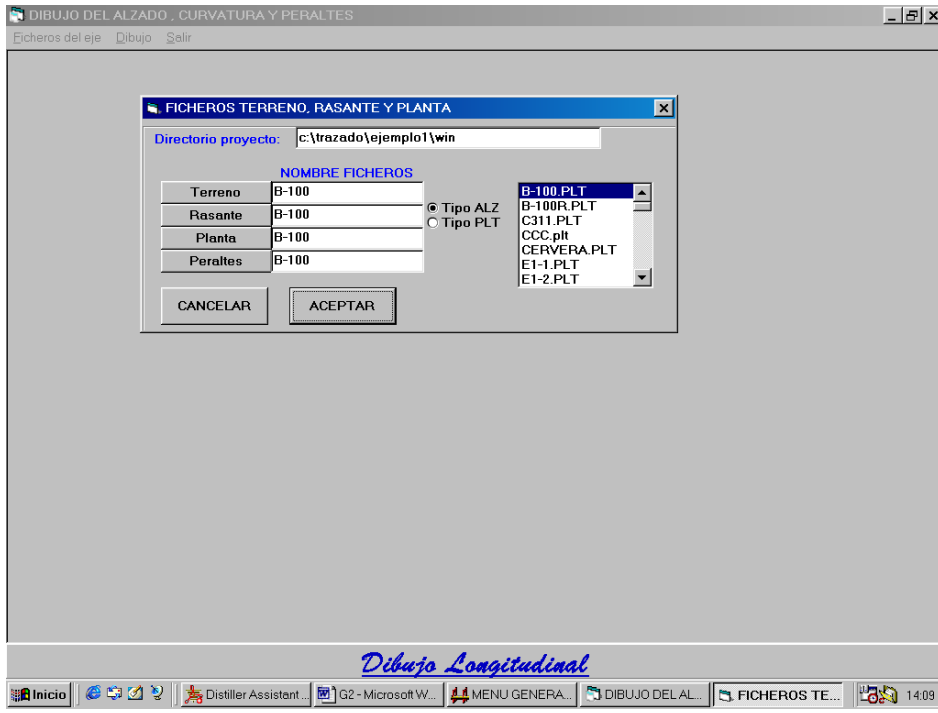 DIBUJO DEL ALZADO , CURVATURA Y PERALTES
Ficheros del eje Dibujo Salir
FICHEROS TERRENO, RASANTE Y PLANTA
Directorio proyecto: c:\trazado\ejemplo1\win
NOMBRE FICHEROS
Terreno B-100
Rasante B-100
Planta B-100
Peraltes B-100
Tipo ALZ
Tipo PLT
B-100.PLT
B-100R.PLT
C311.PLT
CCC.plt
CERVERA.PLT
E1-1.PLT
E1-2.PLT
CANCELAR ACEPTAR
Dibujo Longitudinal
Inicio Distiller Assistant ... G2 - Microsoft W... MENU GENERA... DIBUJO DEL AL... FICHEROS TE... 14:09